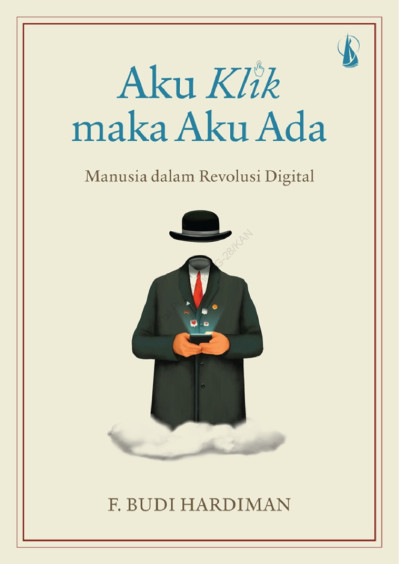 Aku Klik
maka Aku Ada
Manusia dalam Revolusi Digital
F. BUDI HARDIMAN